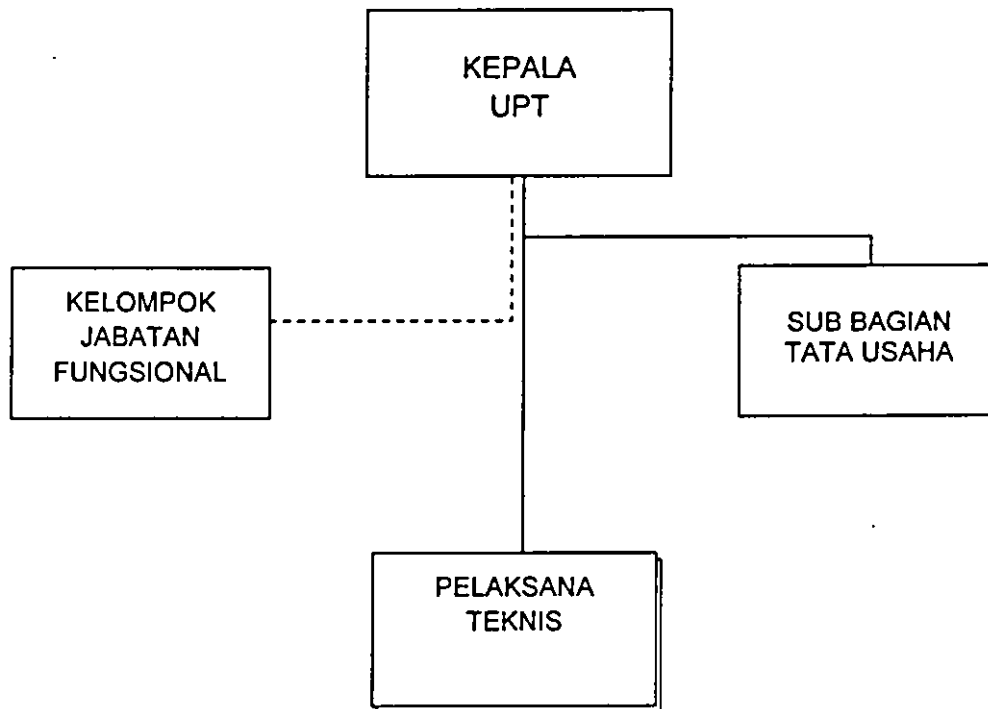 KEPALA
UPT
KELOMPOK
JABATAN
FUNGSIONAL
SUB BAGIAN
TATA USAHA
PELAKSANA
TEKNIS